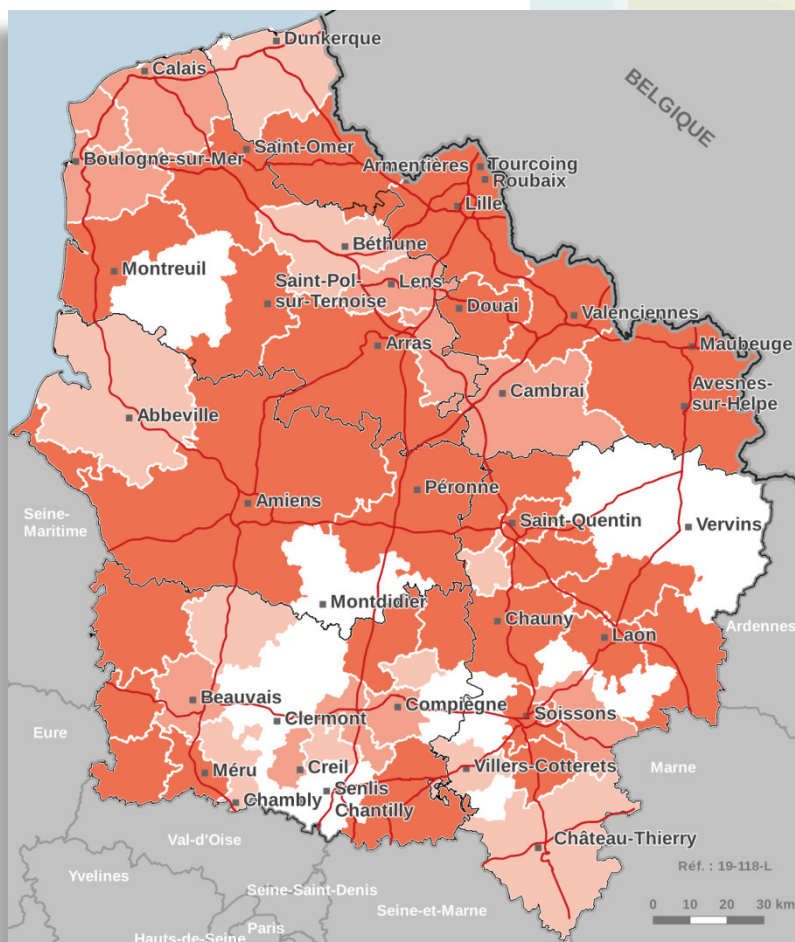 Dunkerque
Calais
BELGIQUE
Saint-Omer
Boulogne-sur-Mer
Armentières
Tourcoing
Roubaix
Lille
Béthune
Montreuil
Saint-Pol-
sur-Ternoise
Lens
Douai
Valenciennes
Arras
Maubeuge
Cambrai
Avesnes-
sur-Helpe
Abbeville
Péronne
Amiens
Seine-
Maritime
Saint-Quentin
Vervins
Montdidier
Chauny
Laon
Ardennes
Beauvais
Compiègne
Clermont
Soissons
Eure
Méru
Creil
Villers-Cotterets
Marne
Senlis
Chambly
Chantilly
Val-d'Oise
Château-Thierry
Réf. : 19-118-L
Yvelines
Seine-Saint-Denis
Paris
Seine-et-Marne
Hauts-de-Seine
0 10 20 30 km